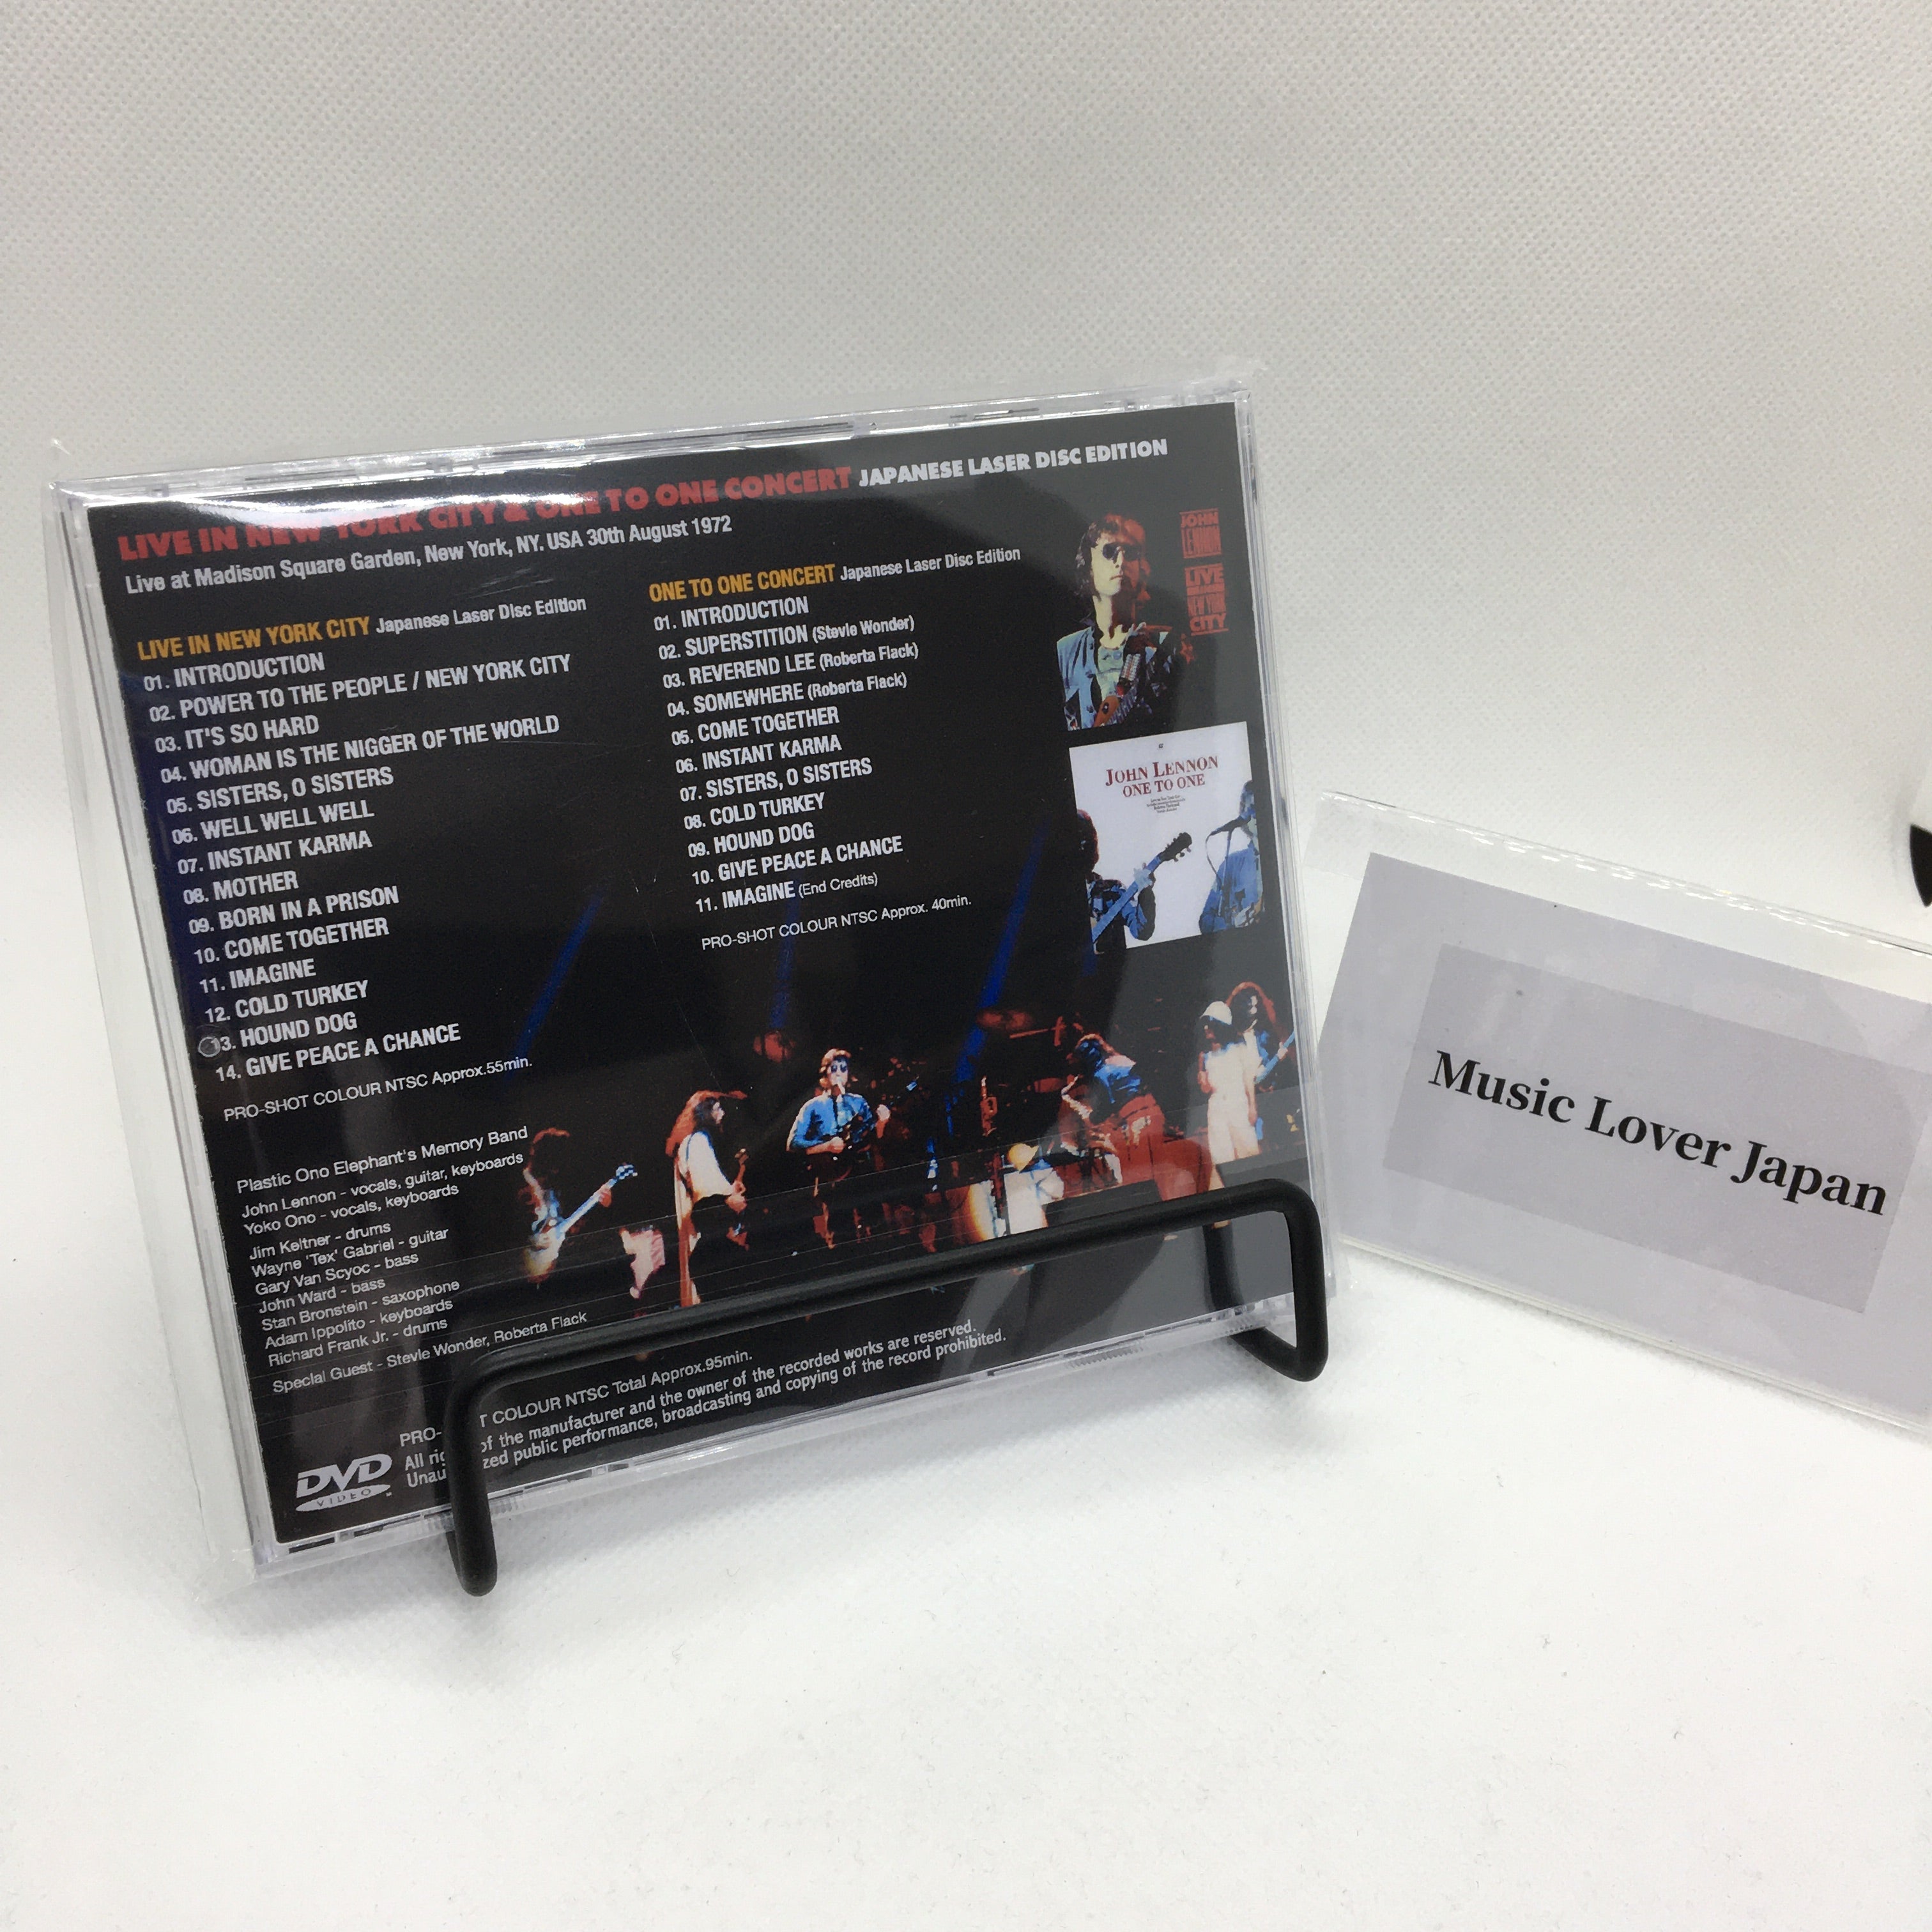 LIVE IN NEW YORK CITY & ONE TO ONE CONCERT JAPANESE LASER DISC EDITION
Live at Madison Square Garden, New York, NY. USA 30th August 1972
LIVE IN NEW YORK CITY Japanese Laser Disc Edition
01. INTRODUCTION
02. POWER TO THE PEOPLE / NEW YORK CITY
03. IT'S SO HARD
04. WOMAN IS THE NIGGER OF THE WORLD
05. SISTERS, O SISTERS
06. WELL WELL WELL
07. INSTANT KARMA
08. MOTHER
09. BORN IN A PRISON
10. COME TOGETHER
11. IMAGINE
12. COLD TURKEY
13. HOUND DOG
14. GIVE PEACE A CHANCE
PRO-SHOT COLOUR NTSC Approx.55min.
Plastic Ono Elephant's Memory Band
John Lennon - vocals, guitar, keyboards
Yoko Ono - vocals, keyboards
Jim Keltner - drums
Wayne 'Tex' Gabriel - guitar
Gary Van Scyoc - bass
John Ward - bass
Stan Bronstein - saxophone
Adam Ippolito - keyboards
Richard Frank Jr. - drums
Special Guest - Stevie Wonder, Roberta Flack
ONE TO ONE CONCERT Japanese Laser Disc Edition
01. INTRODUCTION
02. SUPERSTITION (Stevie Wonder)
03. REVEREND LEE (Roberta Flack)
04. SOMEWHERE (Roberta Flack)
05. COME TOGETHER
06. INSTANT KARMA
07. SISTERS, O SISTERS
08. COLD TURKEY
09. HOUND DOG
10. GIVE PEACE A CHANCE
11. IMAGINE (End Credits)
PRO-SHOT COLOUR NTSC Approx. 40min.
JOHN
LENNON
LIVE
NEW YORK
CITY
JOHN LENNON
ONE TO ONE
DVD
VIDEO
PRO- T COLOUR NTSC Total Approx.95min.
All rig of the manufacturer and the owner of the recorded works are reserved.
Unau zed public performance, broadcasting and copying of the record prohibited.
Music Lover Japan